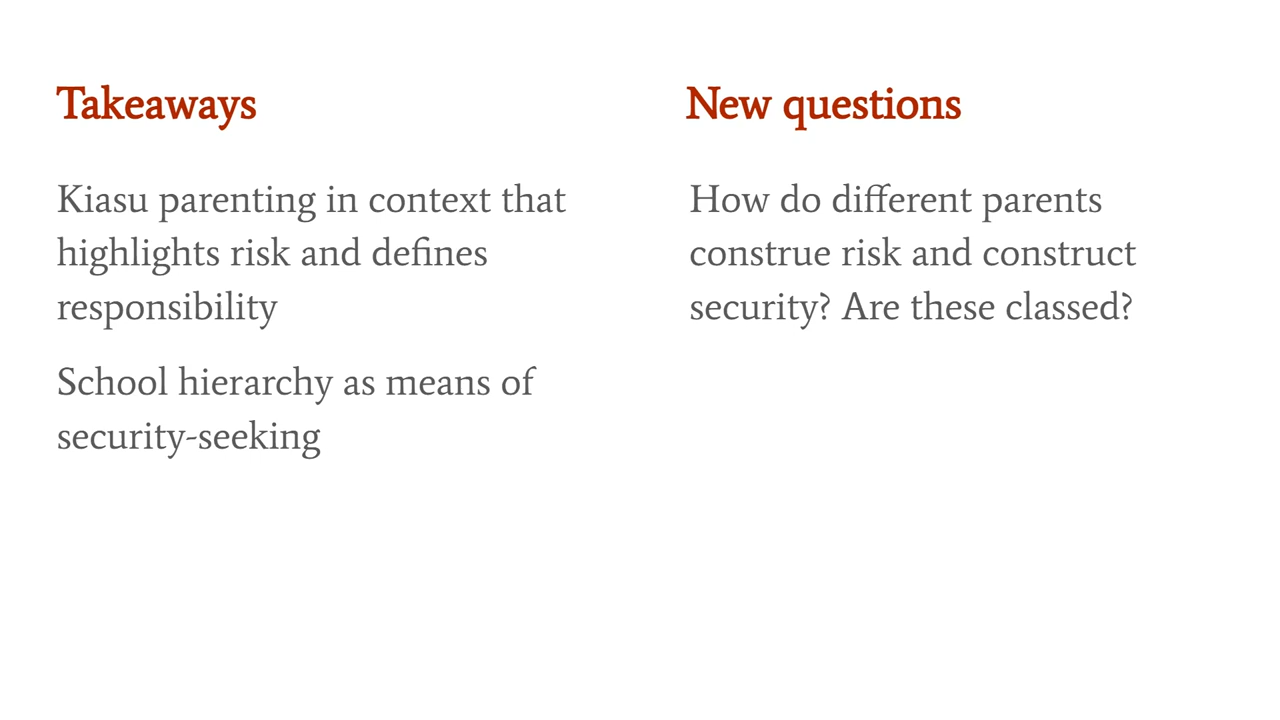 Takeaways
Kiasu parenting in context that
highlights risk and defines
responsibility
School hierarchy as means of
security-seeking
New questions
How do different parents
construe risk and construct
security? Are these classed?